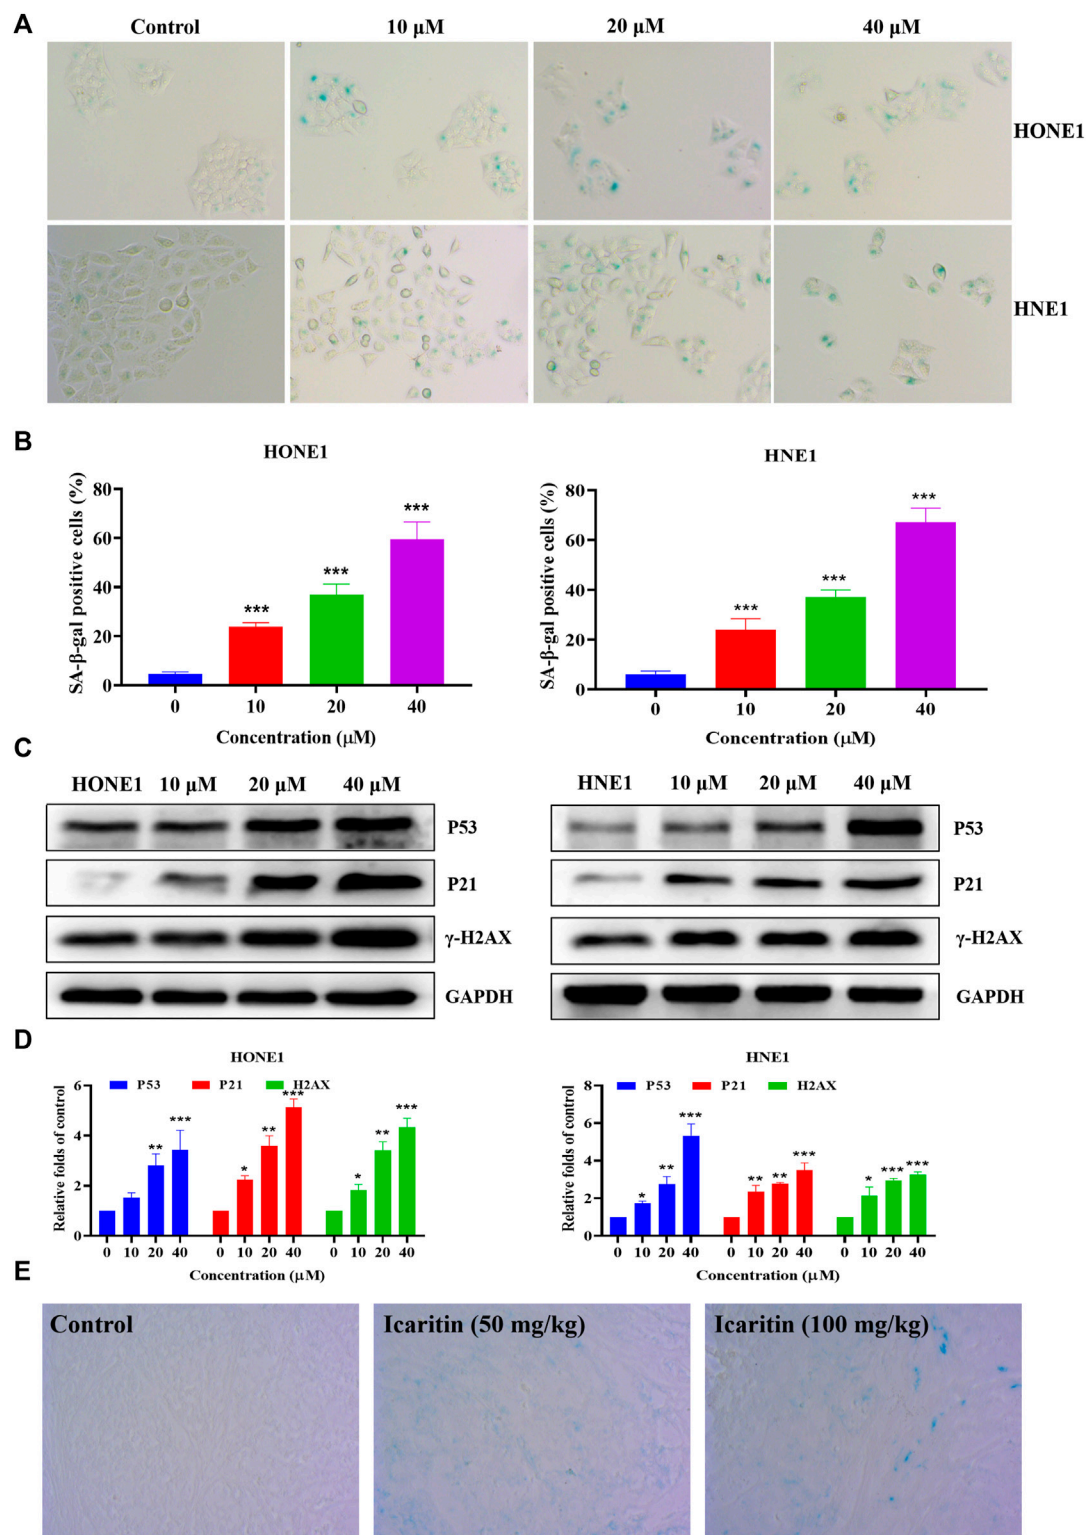 A
Control 10 μM 20 μM 40 μM
HONE1
HNE1
B
HONE1
SA-β-gal positive cells (%)
80
60
40
20
0
*** *** ***
0 10 20 40
Concentration (μM)
HNE1
SA-β-gal positive cells (%)
80
60
40
20
0
*** *** ***
0 10 20 40
Concentration (μM)
C
HONE1 10 μM 20 μM 40 μM
P53
P21
γ-H2AX
GAPDH
HNE1 10 μM 20 μM 40 μM
P53
P21
γ-H2AX
GAPDH
D
HONE1
P53 P21 H2AX
Relative folds of control
6
4
2
0
** *** * ** *** * ** ***
0 10 20 40 0 10 20 40 0 10 20 40
Concentration (μM)
HNE1
P53 P21 H2AX
Relative folds of control
8
6
4
2
0
* ** *** ** ** *** * *** ***
0 10 20 40 0 10 20 40 0 10 20 40
Concentration (μM)
E
Control
Icaritin (50 mg/kg)
Icaritin (100 mg/kg)